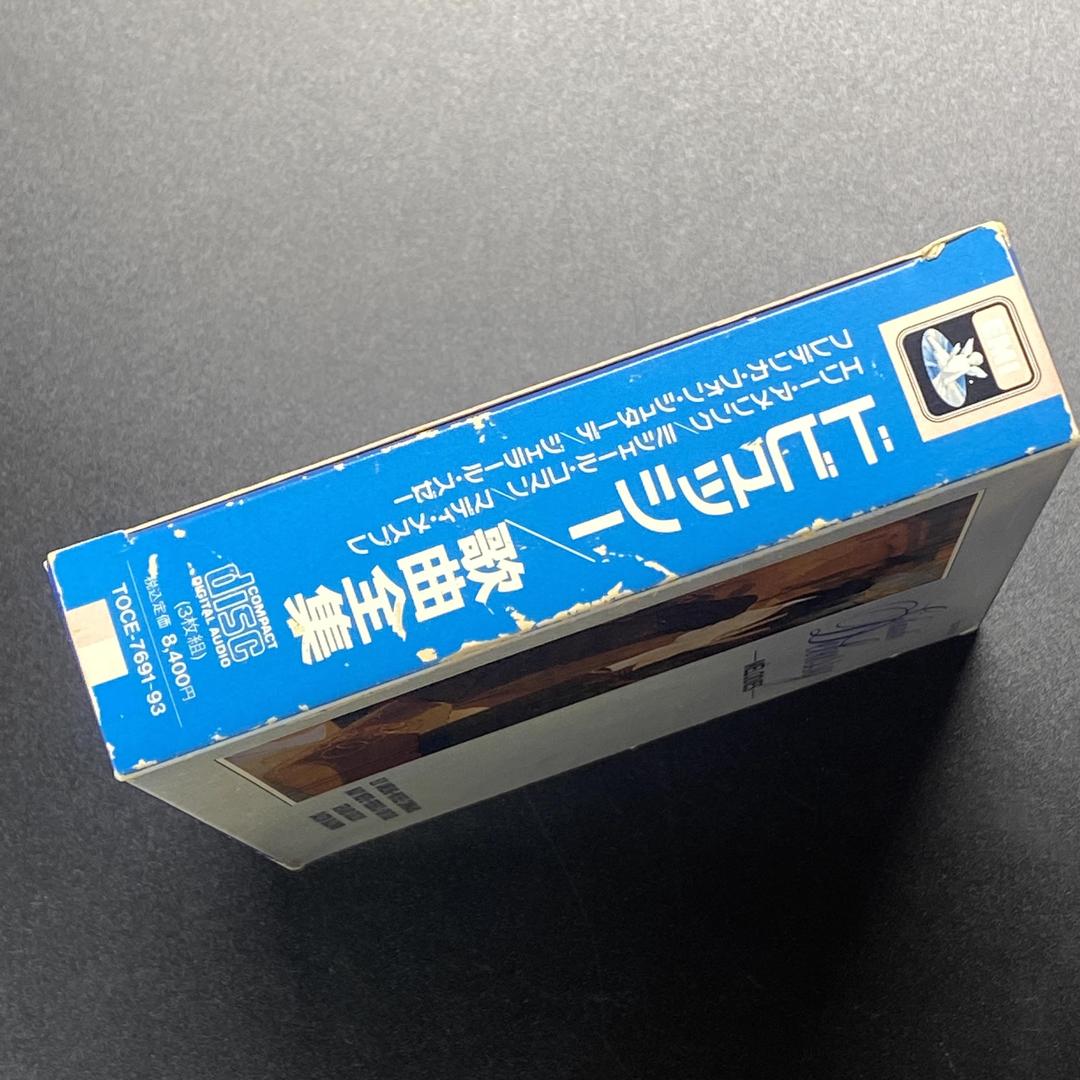 EMI
ドビュッシー/歌曲全集
エリー・アメリンク/ミシェール・コマン/マディ・メスプレ
フレデリカ・フォン・シュターデ/ジェラール・スゼー
COMPACT
disc
DIGITAL AUDIO
(3枚組)
税込定価 8,400円
TOCE-7691-93
—MÉLODIES—